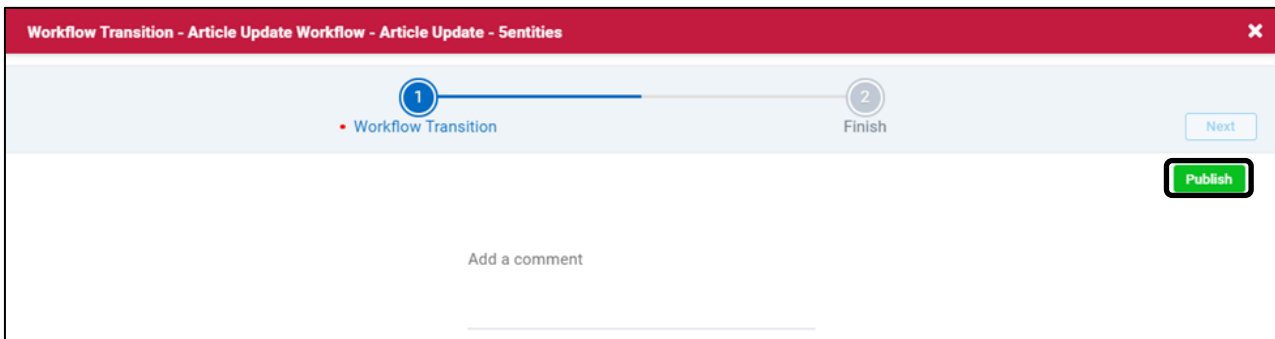 Workflow Transition - Article Update Workflow - Article Update - 5entities
1
2
• Workflow Transition
Finish
Next
Publish
Add a comment